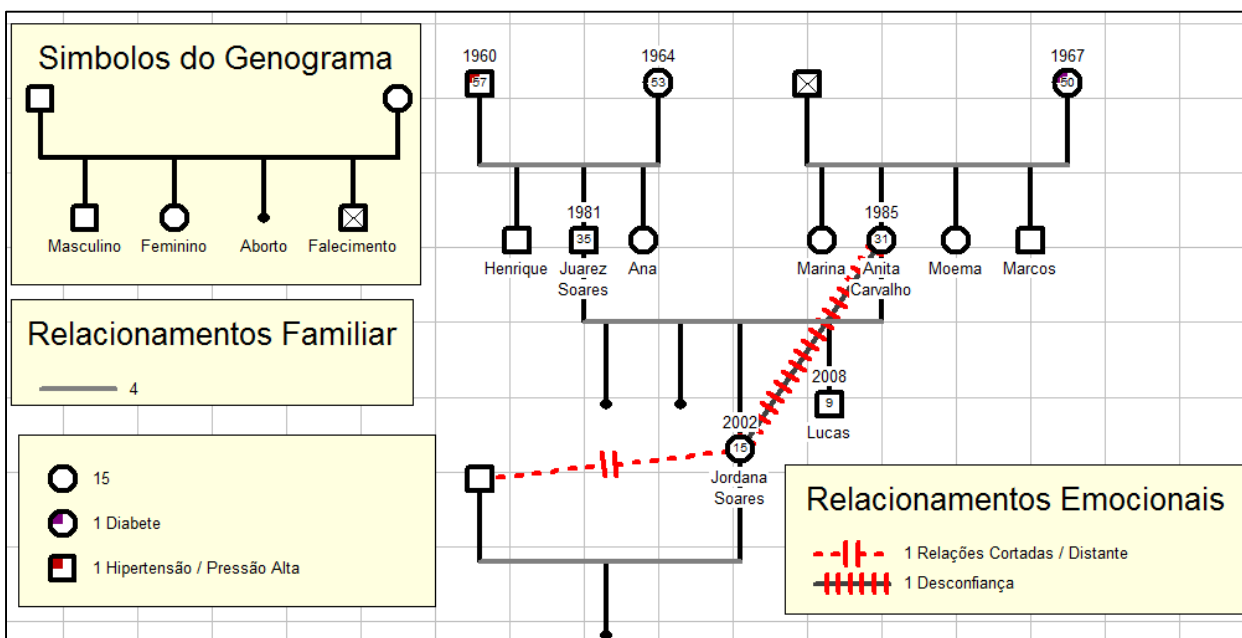 Simbolos do Genograma
Masculino
Feminino
Aborto
Falecimento
Relacionamentos Familiar
4
15
1 Diabete
1 Hipertensão / Pressão Alta
1960
1964
1967
57
53
50
1981
1985
35
31
Henrique
Juarez
Soares
Ana
Marina
Anita
Carvalho
Moema
Marcos
2008
9
Lucas
2002
15
Jordana
Soares
Relacionamentos Emocionais
1 Relações Cortadas / Distante
1 Desconfiança